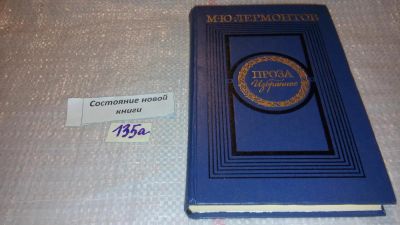 М·Ю·ЛЕРМОНТОВ
ПРОЗА
Избранное
Состояние новой
книги
135а